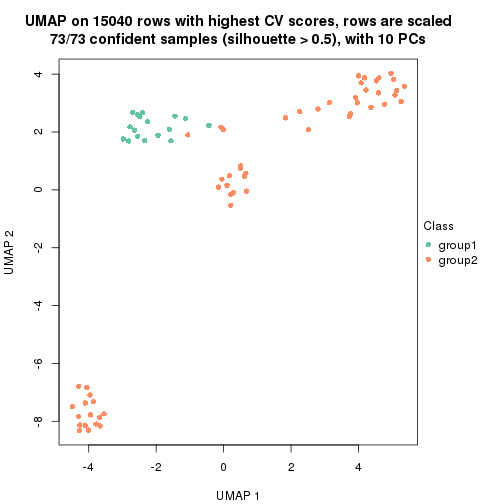 UMAP on 15040 rows with highest CV scores, rows are scaled
73/73 confident samples (silhouette > 0.5), with 10 PCs
4
2
0
-2
-4
-6
-8
UMAP 2
-4
-2
0
2
4
UMAP 1
Class
group1
group2